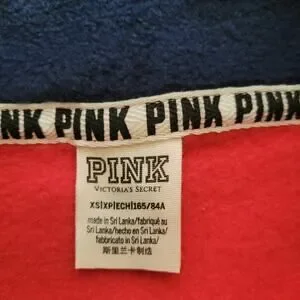 NK PINK PINK PINK
PINK
VICTORIA'S SECRET
XS|XP|ECH|165/84A
made in Sri Lanka/fabriqué au
Sri Lanka/hecho en Sri Lanka/
fabbricato in Sri Lanka/
斯里兰卡制造